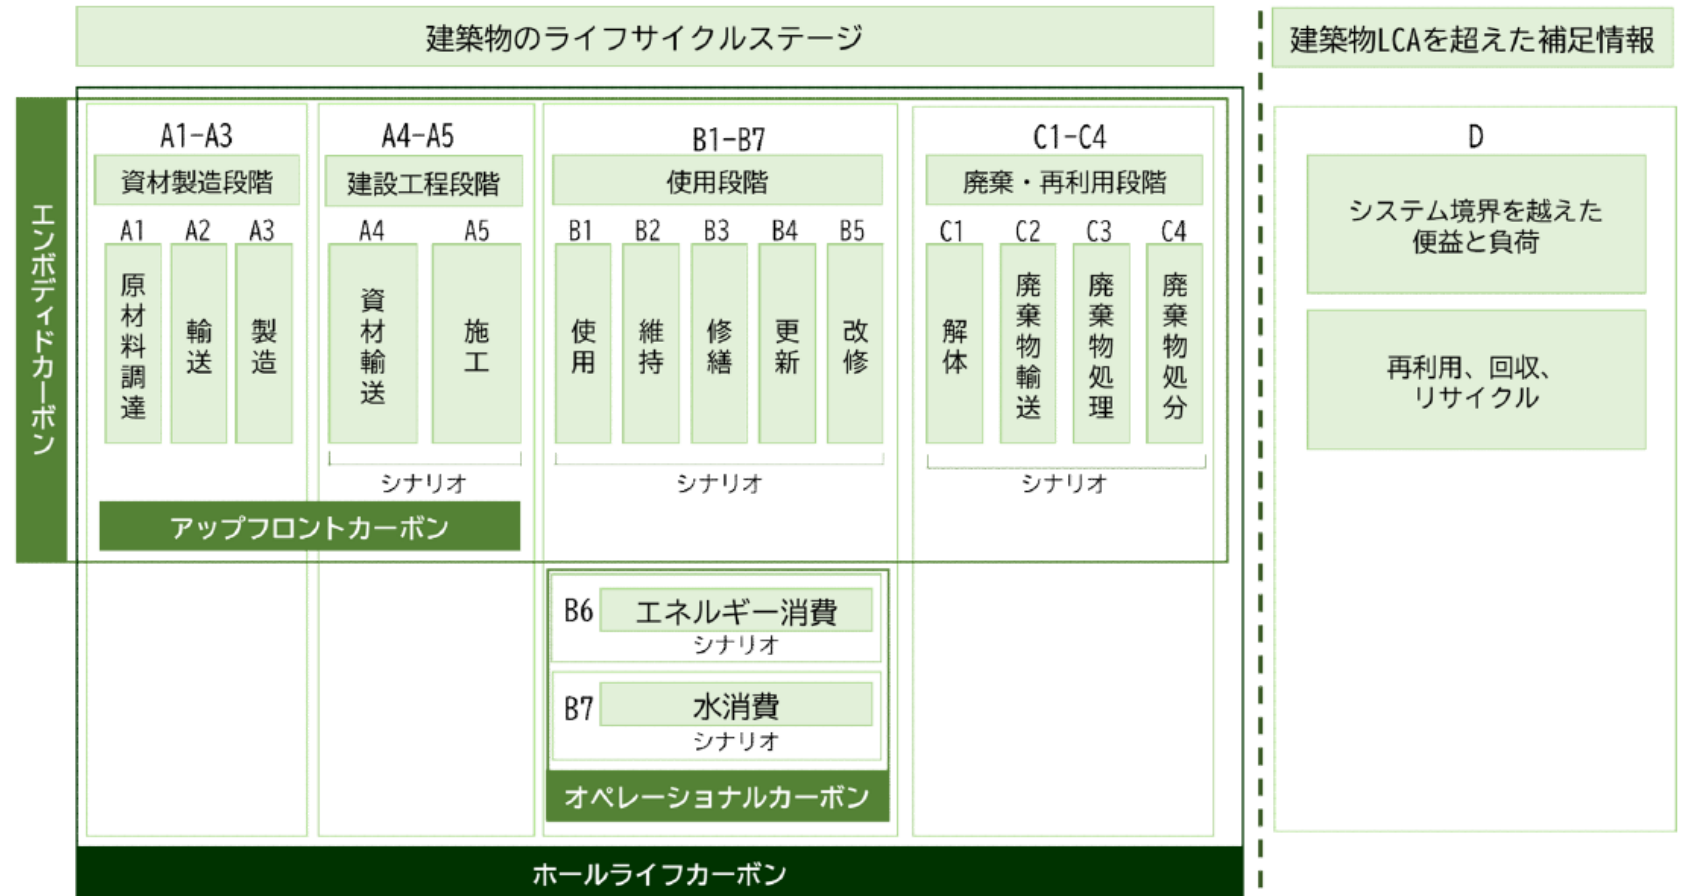 建築物のライフサイクルステージ
建築物LCAを超えた補足情報
エンボディドカーボン
A1-A3
資材製造段階
A1
原材料調達
A2
輸送
A3
製造
A4-A5
建設工程段階
A4
資材輸送
A5
施工
シナリオ
アップフロントカーボン
B1-B7
使用段階
B1
使用
B2
維持
B3
修繕
B4
更新
B5
改修
シナリオ
B6
エネルギー消費
シナリオ
B7
水消費
シナリオ
オペレーショナルカーボン
C1-C4
廃棄・再利用段階
C1
解体
C2
廃棄物輸送
C3
廃棄物処理
C4
廃棄物処分
シナリオ
ホールライフカーボン
D
システム境界を越えた
便益と負荷
再利用、回収、
リサイクル